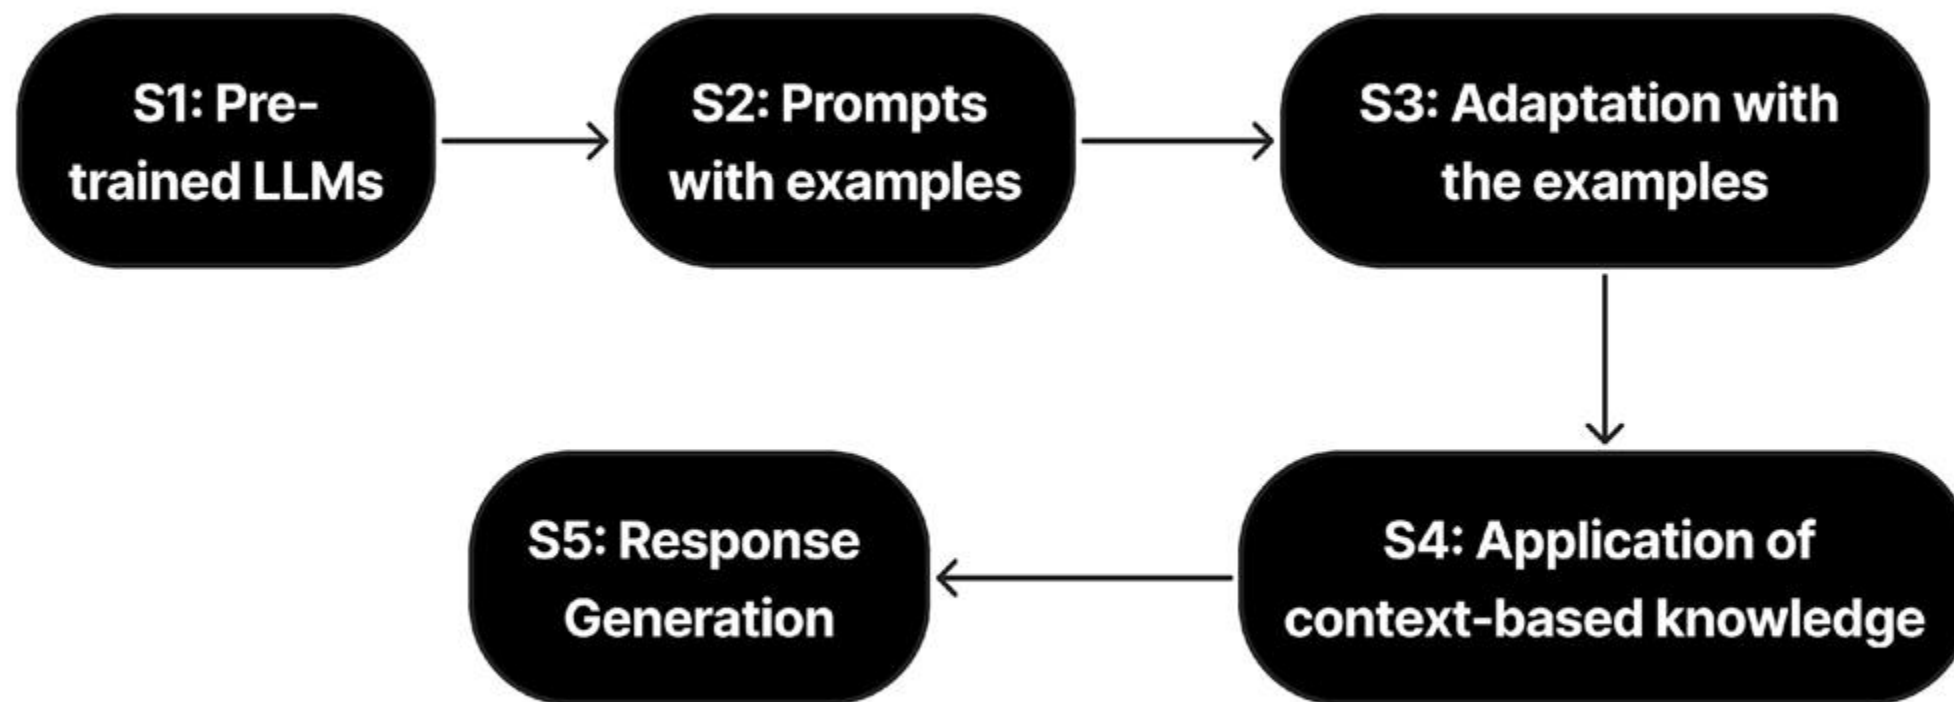 S1: Pre-
trained LLMs
S2: Prompts
with examples
S3: Adaptation with
the examples
S4: Application of
context-based knowledge
S5: Response
Generation